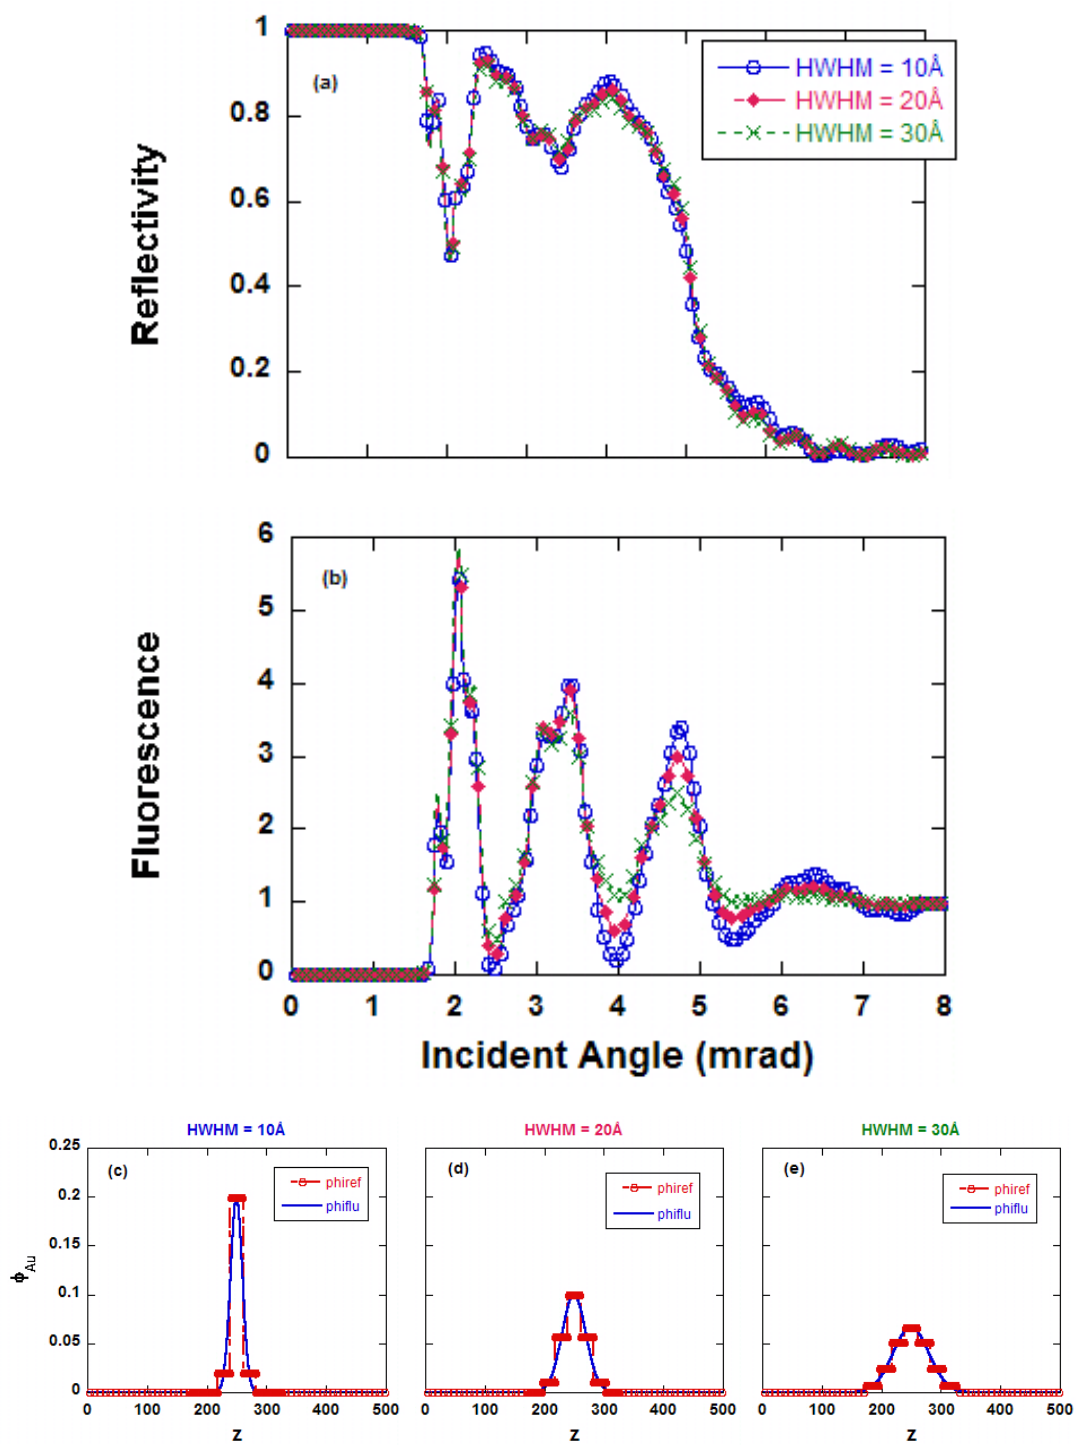 1
(a)
HWHM = 10Å
HWHM = 20Å
HWHM = 30Å
0.8
0.6
0.4
0.2
0
Reflectivity
6
(b)
5
4
3
2
1
0
Fluorescence
0 1 2 3 4 5 6 7 8
Incident Angle (mrad)
HWHM = 10Å
HWHM = 20Å
HWHM = 30Å
0.25
0.2
0.15
0.1
0.05
0
ϕAu
(c)
phiref
phiflu
0 100 200 300 400 500
z
(d)
phiref
phiflu
0 100 200 300 400 500
z
(e)
phiref
phiflu
0 100 200 300 400 500
z